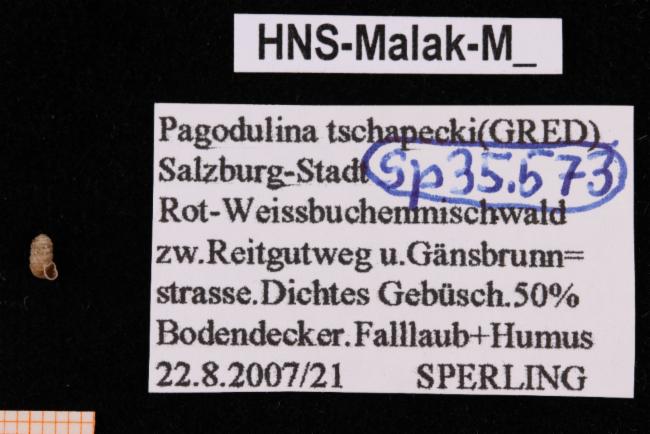 HNS-Malak-M_
Pagodulina tschapecki(GRED)
Salzburg-Stadt Sp35.573
Rot-Weissbuchenmischwald
zw.Reitgutweg u.Gänsbrunn=
strasse.Dichtes Gebüsch.50%
Bodendecker.Falllaub+Humus
22.8.2007/21 SPERLING